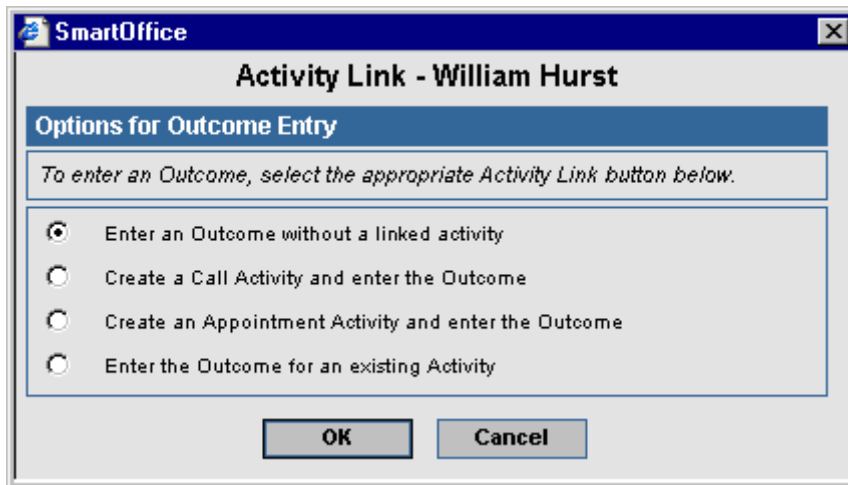 SmartOffice
Activity Link - William Hurst
Options for Outcome Entry
To enter an Outcome, select the appropriate Activity Link button below.
Enter an Outcome without a linked activity
Create a Call Activity and enter the Outcome
Create an Appointment Activity and enter the Outcome
Enter the Outcome for an existing Activity
OK Cancel